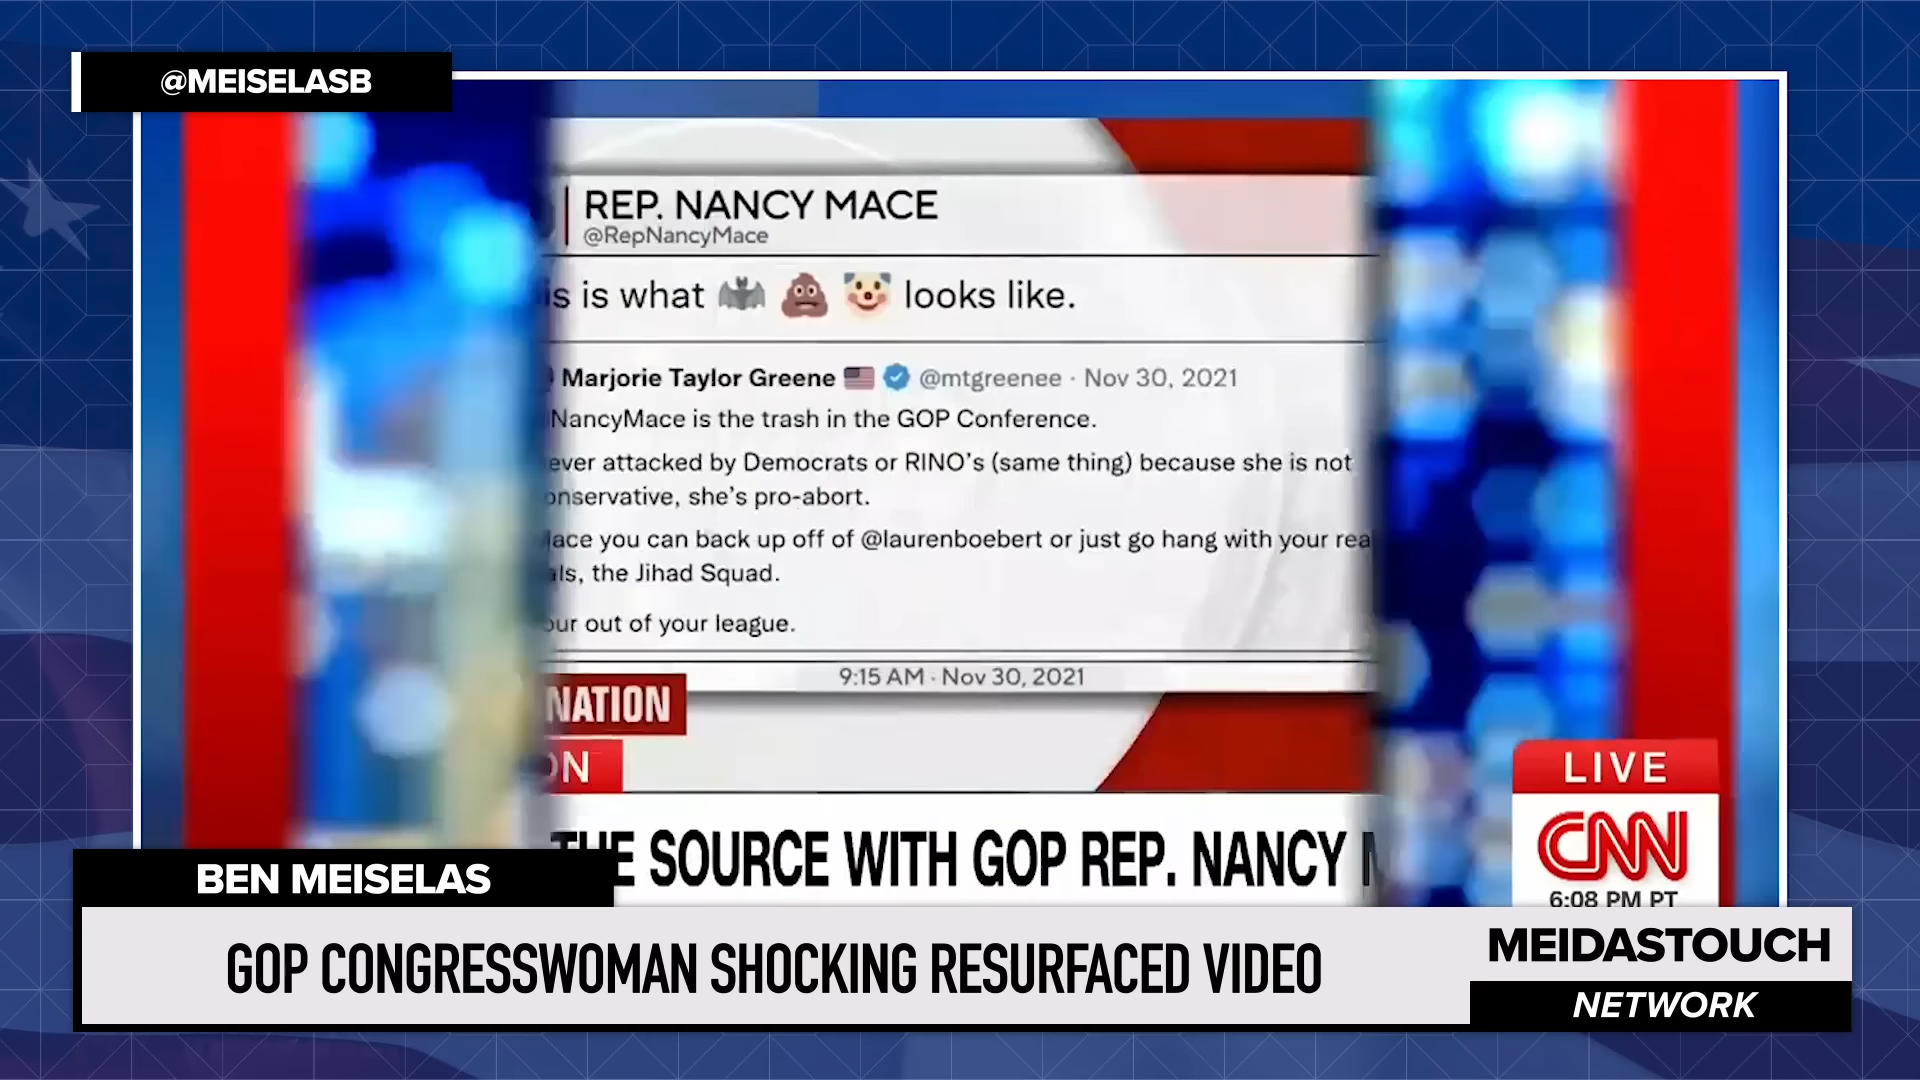 @MEISELASB
REP. NANCY MACE
@RepNancyMace
is what 🦇 💩 🤡 looks like.
Marjorie Taylor Greene 🇺🇸 @mtgreenee · Nov 30, 2021
NancyMace is the trash in the GOP Conference.
ever attacked by Democrats or RINO's (same thing) because she is not
onservative, she's pro-abort.
ace you can back up off of @laurenboebert or just go hang with your rea
als, the Jihad Squad.
our out of your league.
9:15 AM · Nov 30, 2021
NATION
ON
LIVE
THE SOURCE WITH GOP REP. NANCY M
CNN
6:08 PM PT
BEN MEISELAS
GOP CONGRESSWOMAN SHOCKING RESURFACED VIDEO
MEIDASTOUCH
NETWORK